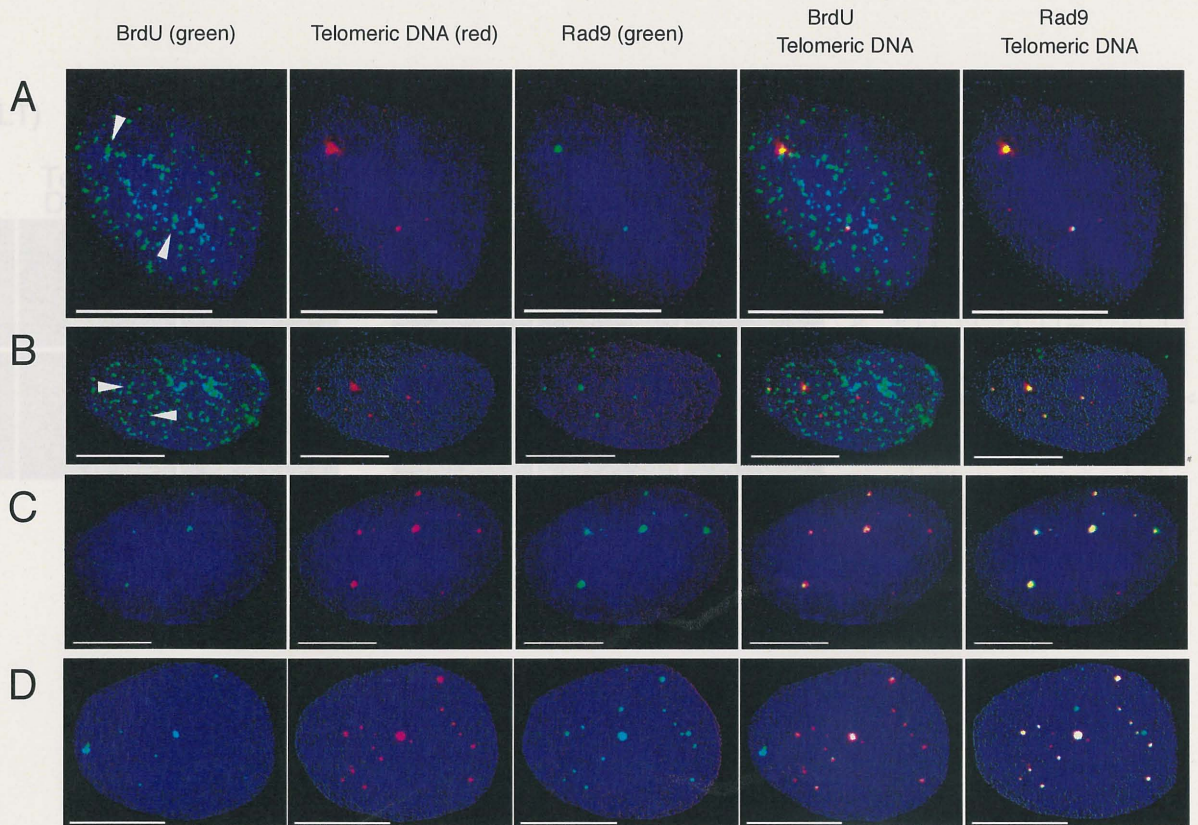 BrdU (green)
Telomeric DNA (red)
Rad9 (green)
BrdU
Telomeric DNA
Rad9
Telomeric DNA
A
B
C
D